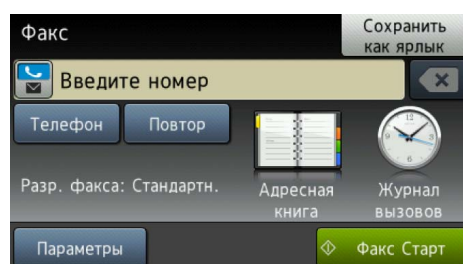 Факс
Сохранить
как ярлык
Введите номер
Телефон
Повтор
Разр. факса: Стандартн.
Адресная
книга
Журнал
вызовов
Параметры
Факс Старт